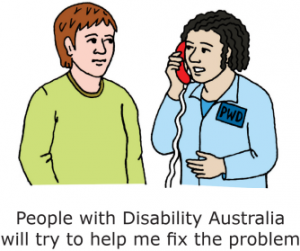 PWD
People with Disability Australia
will try to help me fix the problem